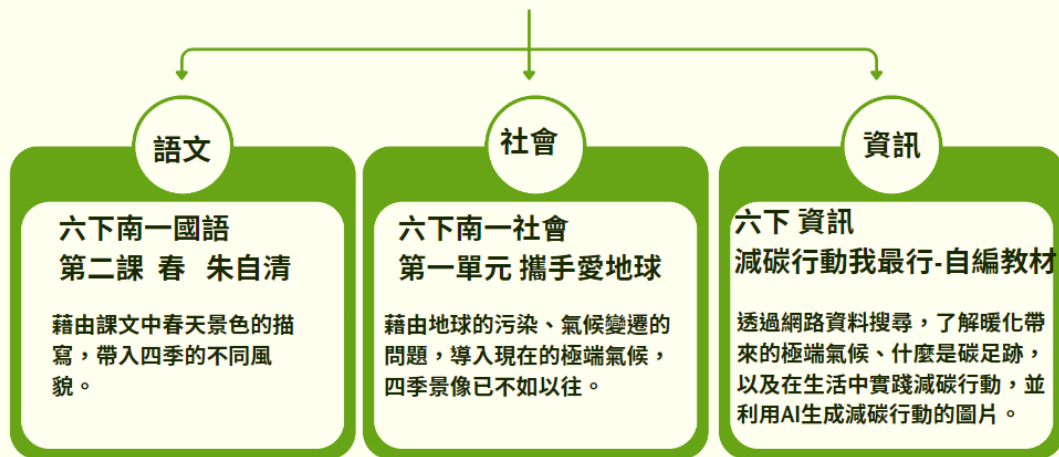 語文
六下南一國語
第二課 春 朱自清
藉由課文中春天景色的描
寫，帶入四季的不同風
貌。
社會
六下南一社會
第一單元 攜手愛地球
藉由地球的污染、氣候變遷的
問題，導入現在的極端氣候，
四季景像已不如以往。
資訊
六下 資訊
減碳行動我最行-自編教材
透過網路資料搜尋，了解暖化帶
來的極端氣候、什麼是碳足跡，
以及在生活中實踐減碳行動，並
利用AI生成減碳行動的圖片。